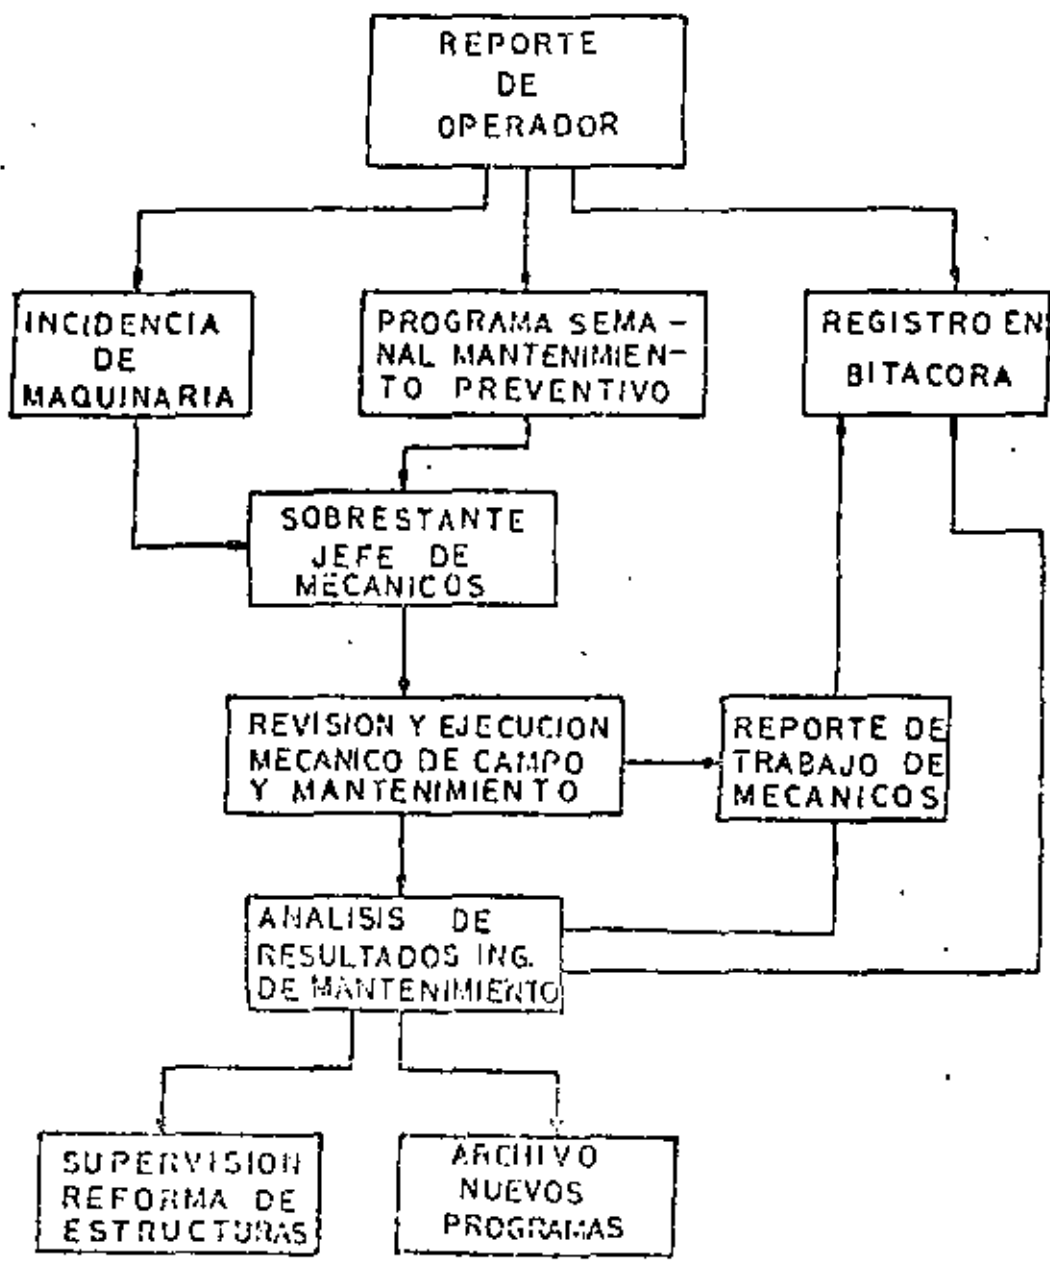 REPORTE
DE
OPERADOR
INCIDENCIA
DE
MAQUINARIA
PROGRAMA SEMA-
NAL MANTENIMIEN-
TO PREVENTIVO
REGISTRO EN
BITACORA
SOBRESTANTE
JEFE DE
MECANICOS
REVISION Y EJECUCION
MECANICO DE CAMPO
Y MANTENIMIENTO
REPORTE DE
TRABAJO DE
MECANICOS
ANALISIS DE
RESULTADOS ING.
DE MANTENIMIENTO
SUPERVISION
REFORMA DE
ESTRUCTURAS
ARCHIVO
NUEVOS
PROGRAMAS